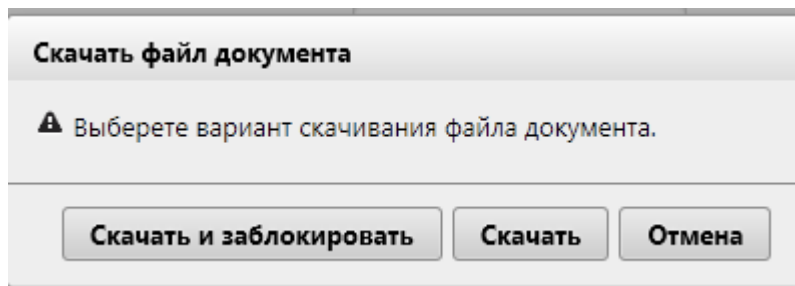 Скачать файл документа
Выберете вариант скачивания файла документа.
Скачать и заблокировать Скачать Отмена